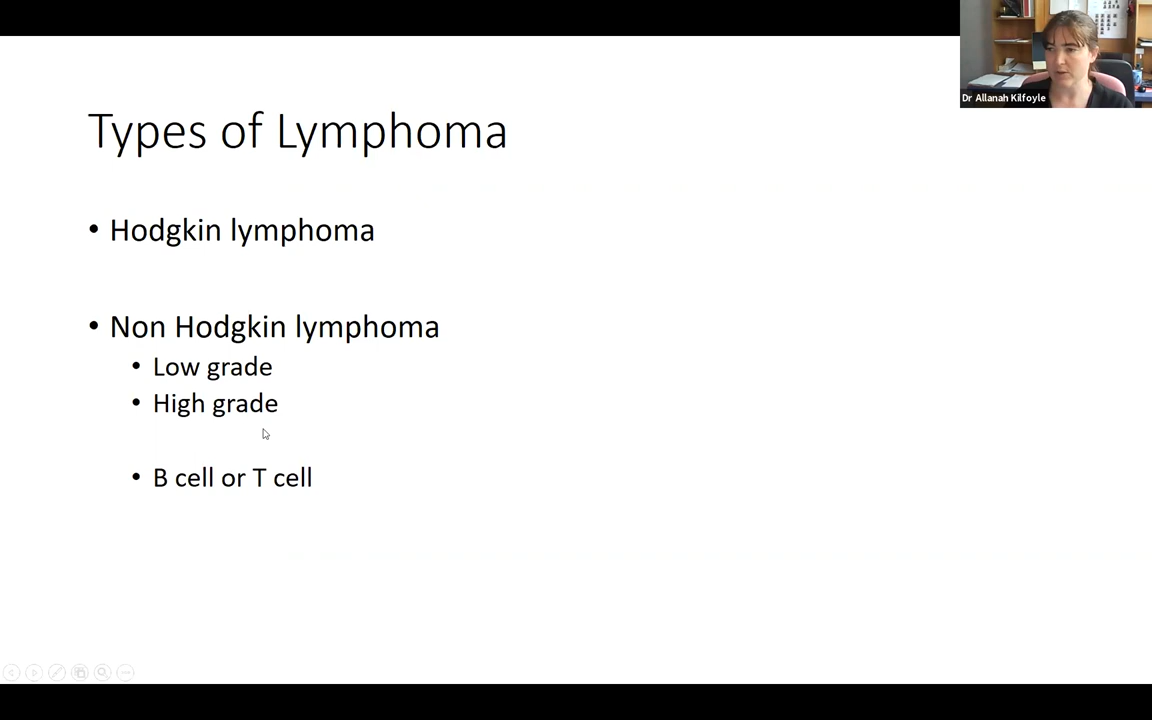 Dr Allanah Kilfoyle
Types of Lymphoma
• Hodgkin lymphoma
• Non Hodgkin lymphoma
• Low grade
• High grade
• B cell or T cell